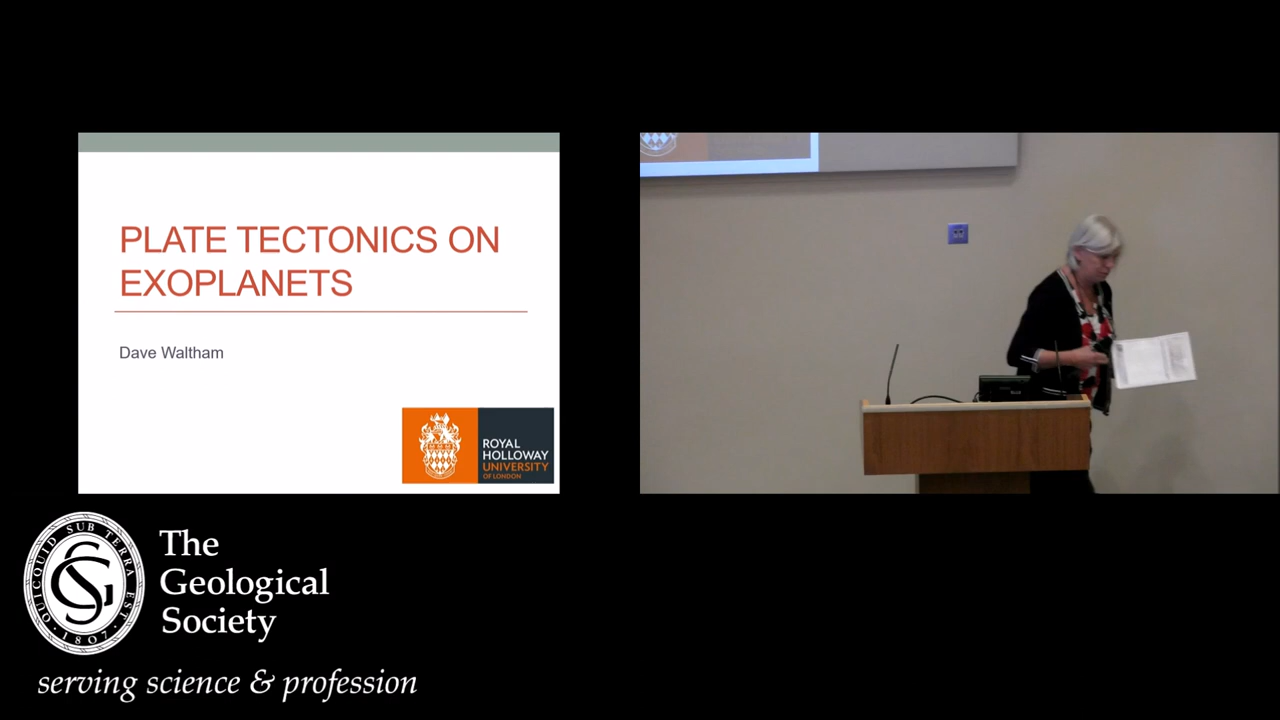 PLATE TECTONICS ON
EXOPLANETS
Dave Waltham
ROYAL
HOLLOWAY
UNIVERSITY
OF LONDON
QUICQUID SUB TERRA EST
SG
· 1807 ·
The
Geological
Society
serving science & profession